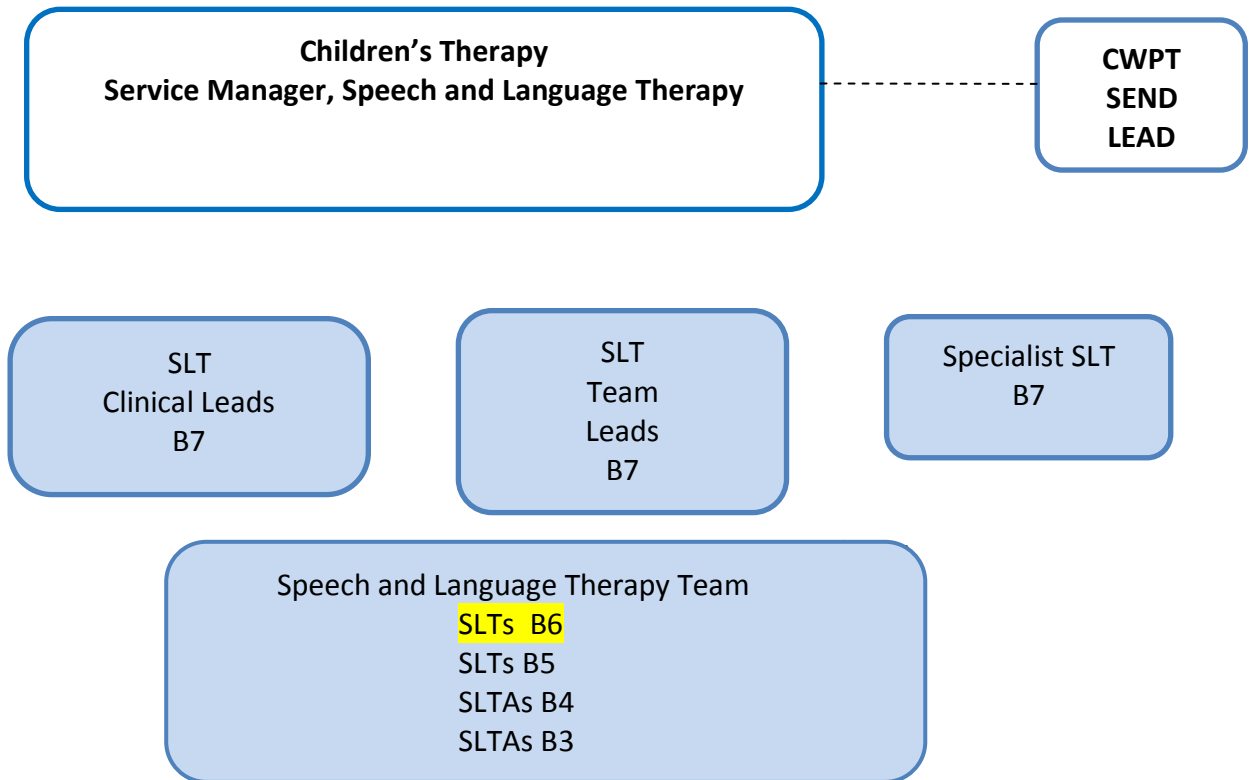 Children’s Therapy
Service Manager, Speech and Language Therapy
CWPT
SEND
LEAD
SLT
Clinical Leads
B7
SLT
Team
Leads
B7
Specialist SLT
B7
Speech and Language Therapy Team
SLTs  B6
SLTs B5
SLTAs B4
SLTAs B3